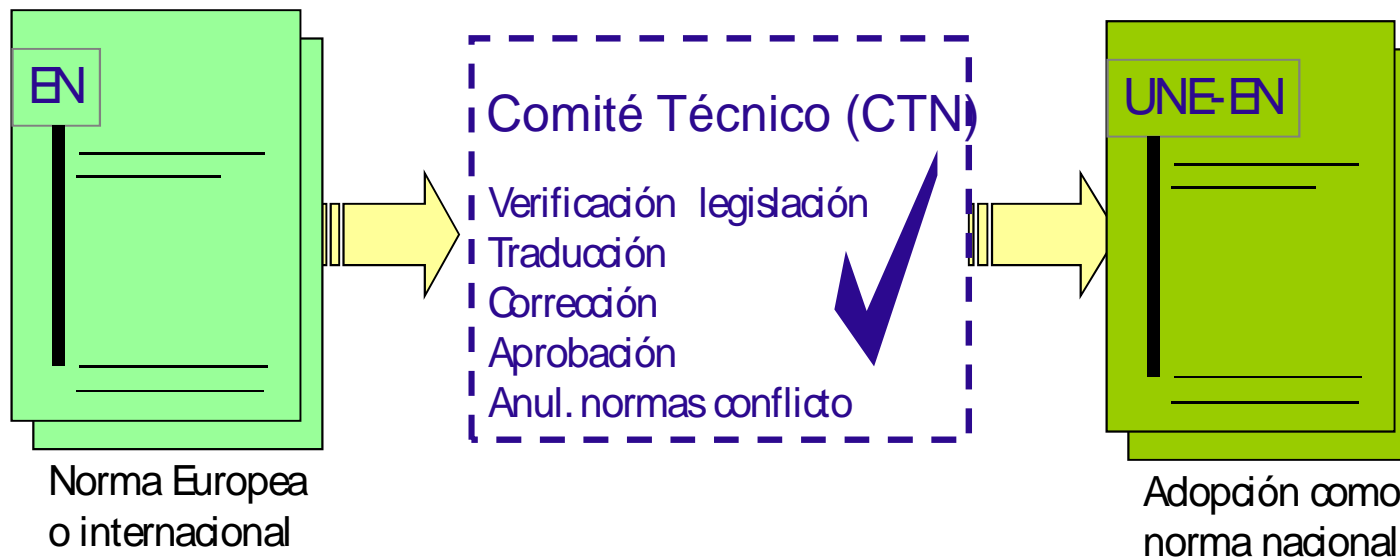 EN
Norma Europea
o internacional
Comité Técnico (CTN)
Verificación legislación
Traducción
Corrección
Aprobación
Anul. normas conflicto
UNE-EN
Adopción como
norma nacional